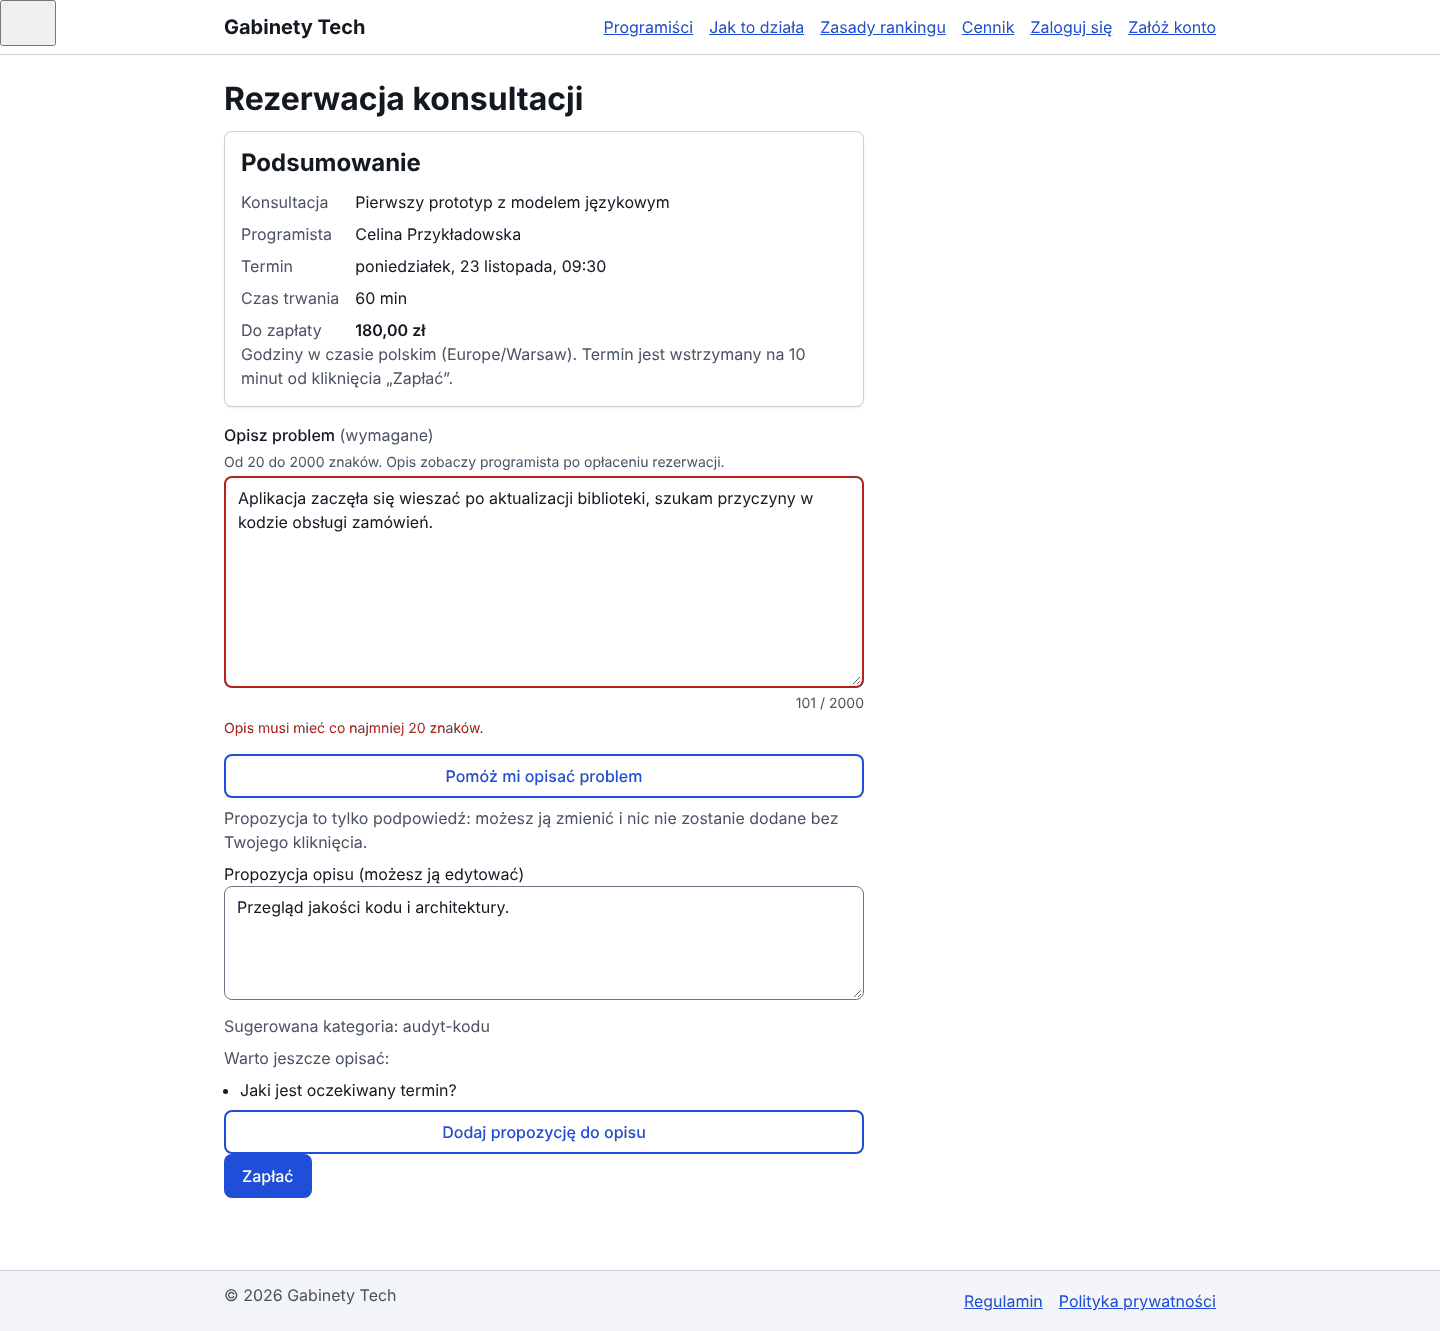 Gabinety Tech
Programiści Jak to działa Zasady rankingu Cennik Zaloguj się Załóż konto
Rezerwacja konsultacji
Podsumowanie
Konsultacja Pierwszy prototyp z modelem językowym
Programista Celina Przykładowska
Termin poniedziałek, 23 listopada, 09:30
Czas trwania 60 min
Do zapłaty 180,00 zł
Godziny w czasie polskim (Europe/Warsaw). Termin jest wstrzymany na 10
minut od kliknięcia „Zapłać”.
Opisz problem (wymagane)
Od 20 do 2000 znaków. Opis zobaczy programista po opłaceniu rezerwacji.
Aplikacja zaczęła się wieszać po aktualizacji biblioteki, szukam przyczyny w
kodzie obsługi zamówień.
101 / 2000
Opis musi mieć co najmniej 20 znaków.
Pomóż mi opisać problem
Propozycja to tylko podpowiedź: możesz ją zmienić i nic nie zostanie dodane bez
Twojego kliknięcia.
Propozycja opisu (możesz ją edytować)
Przegląd jakości kodu i architektury.
Sugerowana kategoria: audyt-kodu
Warto jeszcze opisać:
• Jaki jest oczekiwany termin?
Dodaj propozycję do opisu
Zapłać
© 2026 Gabinety Tech
Regulamin Polityka prywatności